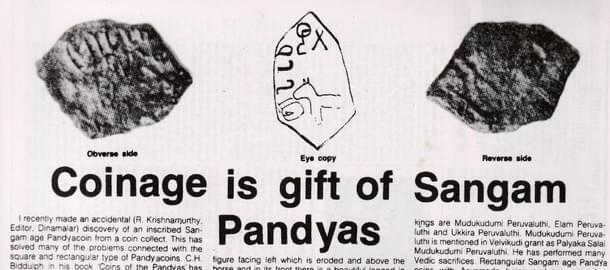 Obverse side
Eye copy
Reverse side
Coinage is gift of Sangam
Pandyas
I recently made an accidental (R. Krishnamurthy,
Editor, Dinamalar) discovery of an inscribed San-
gam age Pandyacoin from a coin collect. This has
solved many of the problems connected with the
square and rectangular type of Pandyacoins. C.H.
Biddulph in his book 'Coins of the Pandyas' has
figure facing left which is eroded and above the
horse and in its front there is a beautiful legend in
kings are Mudukudumi Peruvaluthi, Elam Peruva-
luthi and Ukkira Peruvaluthi. Mudukudumi Peruva-
luthi is mentioned in Velvikudi grant as Palyaka Salai
Mudukudumi Peruvaluthi. He has performed many
Vedic sacrifices. Rectangular Sangam age Pandya
coins with